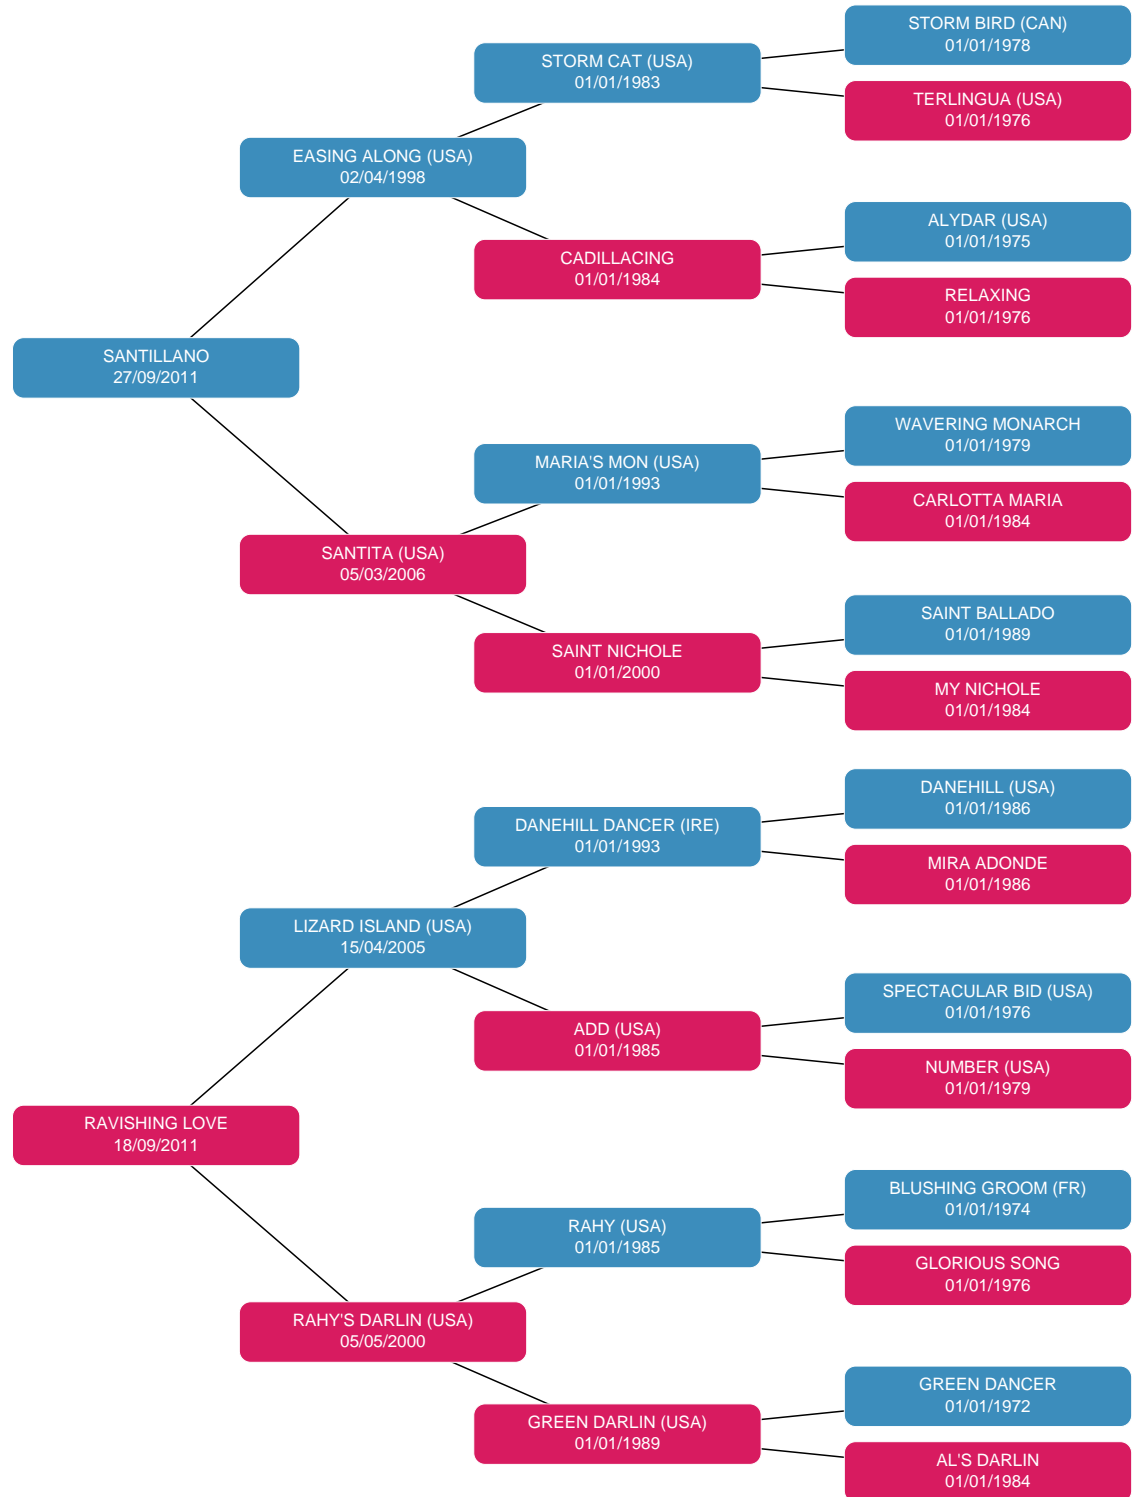 STORM BIRD (CAN)
01/01/1978
STORM CAT (USA)
01/01/1983
TERLINGUA (USA)
01/01/1976
EASING ALONG (USA)
02/04/1998
ALYDAR (USA)
01/01/1975
CADILLACING
01/01/1984
RELAXING
01/01/1976
SANTILLANO
27/09/2011
WAVERING MONARCH
01/01/1979
MARIA'S MON (USA)
01/01/1993
CARLOTTA MARIA
01/01/1984
SANTITA (USA)
05/03/2006
SAINT BALLADO
01/01/1989
SAINT NICHOLE
01/01/2000
MY NICHOLE
01/01/1984
DANEHILL (USA)
01/01/1986
DANEHILL DANCER (IRE)
01/01/1993
MIRA ADONDE
01/01/1986
LIZARD ISLAND (USA)
15/04/2005
SPECTACULAR BID (USA)
01/01/1976
ADD (USA)
01/01/1985
NUMBER (USA)
01/01/1979
RAVISHING LOVE
18/09/2011
BLUSHING GROOM (FR)
01/01/1974
RAHY (USA)
01/01/1985
GLORIOUS SONG
01/01/1976
RAHY'S DARLIN (USA)
05/05/2000
GREEN DANCER
01/01/1972
GREEN DARLIN (USA)
01/01/1989
AL'S DARLIN
01/01/1984